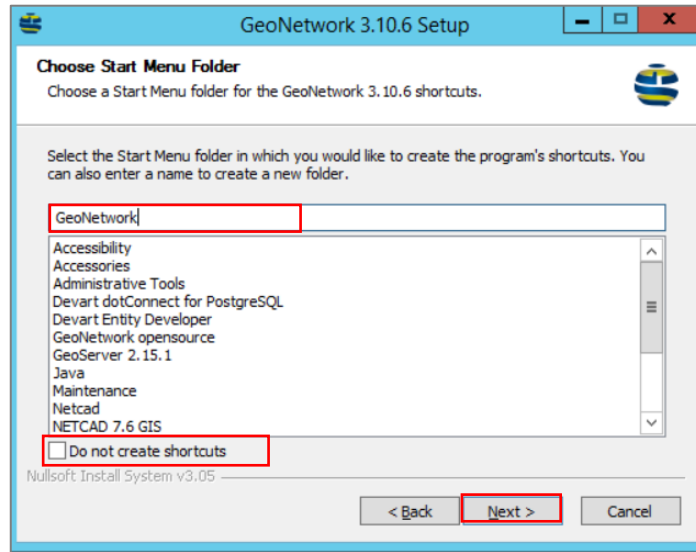 GeoNetwork 3.10.6 Setup
Choose Start Menu Folder
Choose a Start Menu folder for the GeoNetwork 3.10.6 shortcuts.
Select the Start Menu folder in which you would like to create the program's shortcuts. You
can also enter a name to create a new folder.
GeoNetwork
Accessibility
Accessories
Administrative Tools
Devart dotConnect for PostgreSQL
Devart Entity Developer
GeoNetwork opensource
GeoServer 2.15.1
Java
Maintenance
Netcad
NETCAD 7.6 GIS
Do not create shortcuts
Nullsoft Install System v3.05
< Back Next > Cancel